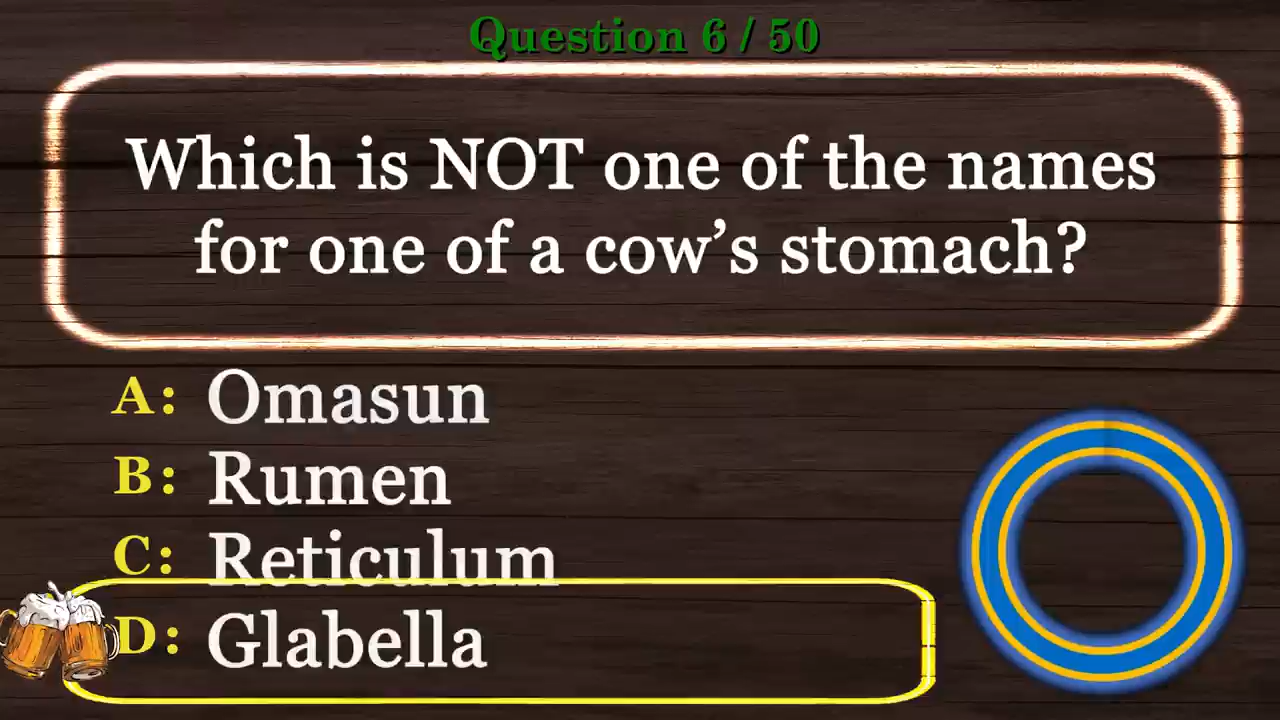 Question 6 / 50
Which is NOT one of the names
for one of a cow’s stomach?
A: Omasun
B: Rumen
C: Reticulum
D: Glabella